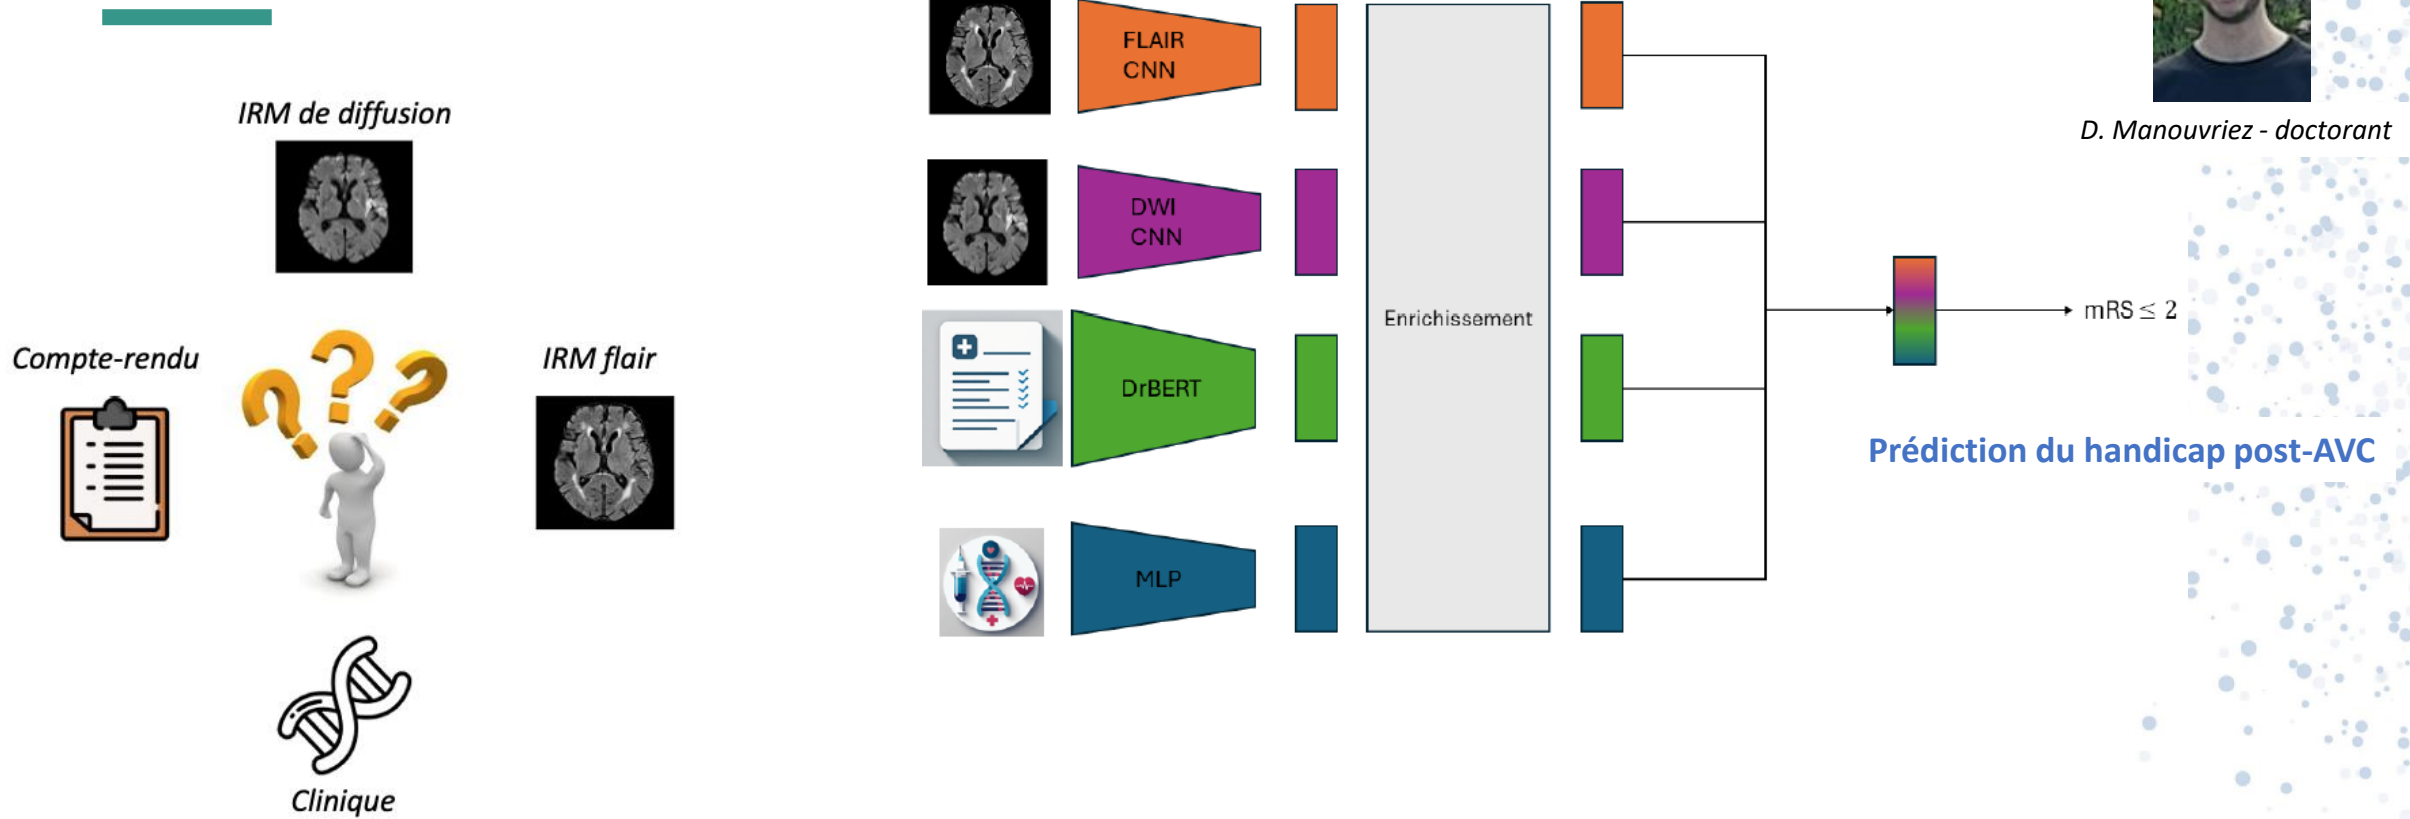 IRM de diffusion
Compte-rendu
IRM flair
Clinique
FLAIR
CNN
DWI
CNN
DrBERT
MLP
Enrichissement
mRS ≤ 2
D. Manouvriez - doctorant
Prédiction du handicap post-AVC